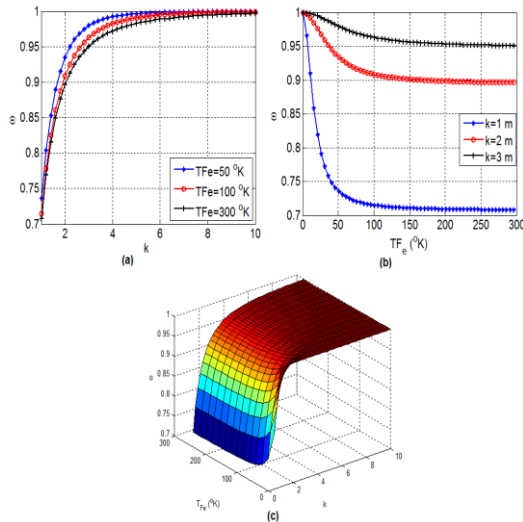 1
0.95
0.9
0.85
0.8
0.75
0.7
ω
2
4
6
8
10
k
TFe=50 °K
TFe=100 °K
TFe=300 °K
(a)
1
0.95
0.9
0.85
0.8
0.75
0.7
ω
0
50
100
150
200
250
300
TFe (°K)
k=1 m
k=2 m
k=3 m
(b)
1
0.95
0.9
0.85
0.8
0.75
0.7
300
200
100
0
TFe (°K)
0
2
4
6
8
10
k
(c)